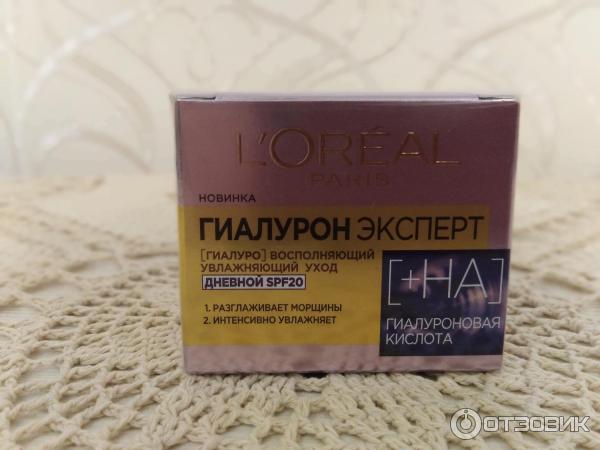 L'ORÉAL
PARIS
НОВИНКА
ГИАЛУРОН ЭКСПЕРТ
[ГИАЛУРО] ВОСПОЛНЯЮЩИЙ
УВЛАЖНЯЮЩИЙ УХОД
ДНЕВНОЙ SPF20
1. РАЗГЛАЖИВАЕТ МОРЩИНЫ
2. ИНТЕНСИВНО УВЛАЖНЯЕТ
[+HA]
ГИАЛУРОНОВАЯ
КИСЛОТА
ОТЗОВИК